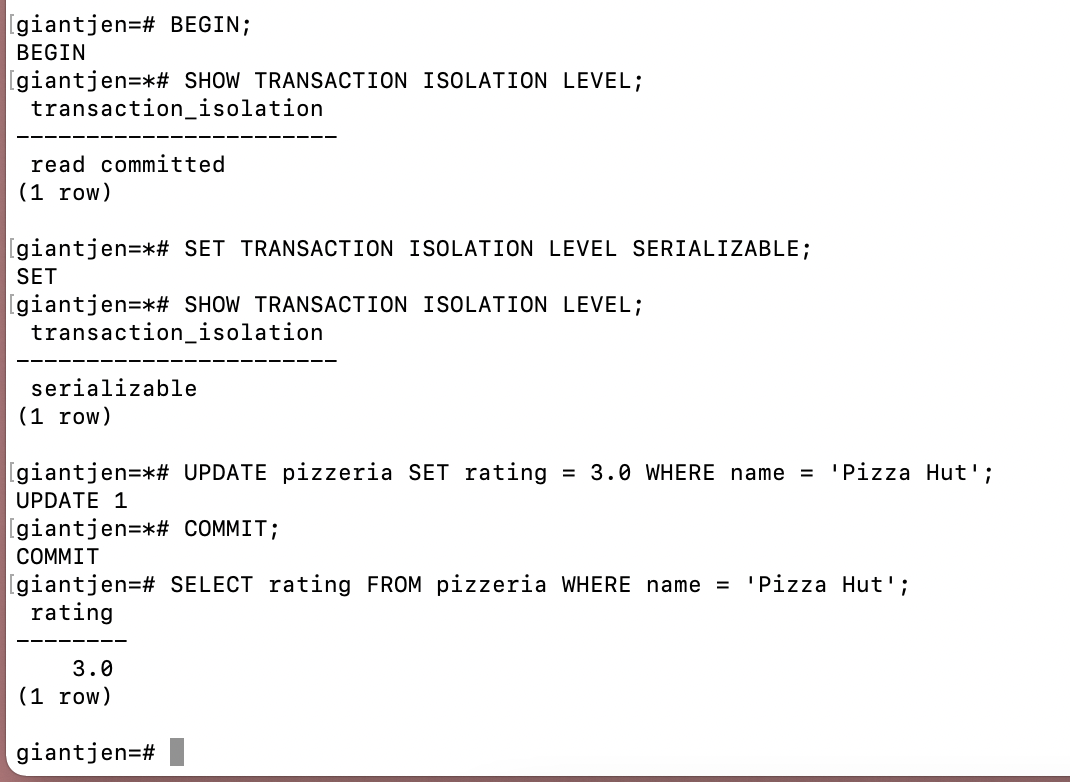 [giantjen=# BEGIN;
BEGIN
[giantjen=*# SHOW TRANSACTION ISOLATION LEVEL;
 transaction_isolation
-----------------------
 read committed
(1 row)

[giantjen=*# SET TRANSACTION ISOLATION LEVEL SERIALIZABLE;
SET
[giantjen=*# SHOW TRANSACTION ISOLATION LEVEL;
 transaction_isolation
-----------------------
 serializable
(1 row)

[giantjen=*# UPDATE pizzeria SET rating = 3.0 WHERE name = 'Pizza Hut';
UPDATE 1
[giantjen=*# COMMIT;
COMMIT
[giantjen=# SELECT rating FROM pizzeria WHERE name = 'Pizza Hut';
 rating
--------
    3.0
(1 row)

giantjen=#